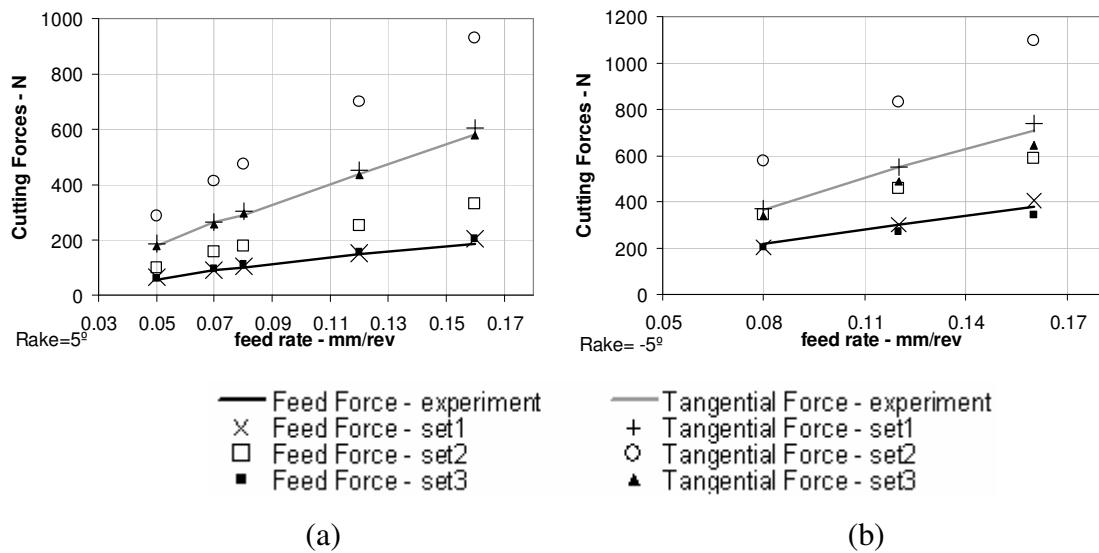 Cutting Forces - N
1000
800
600
400
200
0
0.03 0.05 0.07 0.09 0.11 0.13 0.15 0.17
Rake=5º
feed rate - mm/rev
Cutting Forces - N
1200
1000
800
600
400
200
0
0.05 0.08 0.11 0.14 0.17
Rake= -5º
feed rate - mm/rev
Feed Force - experiment
Feed Force - set1
Feed Force - set2
Feed Force - set3
Tangential Force - experiment
Tangential Force - set1
Tangential Force - set2
Tangential Force - set3
(a)
(b)